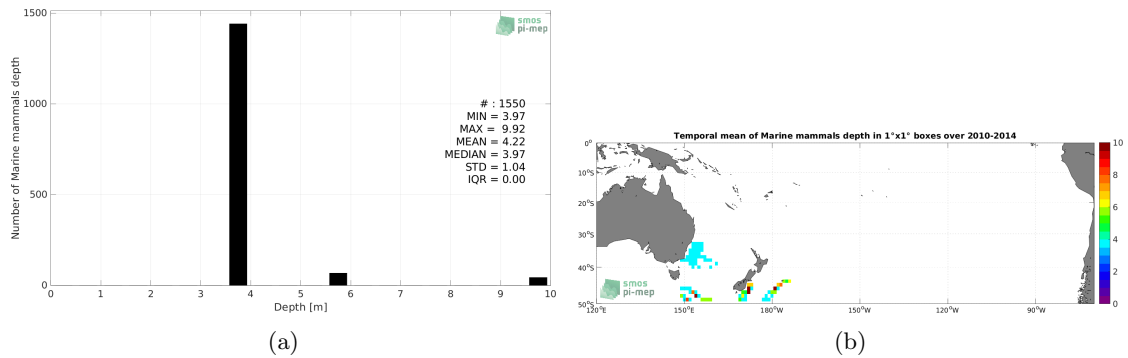 1500
1000
500
0
Number of Marine mammals depth
smos
pi-mep
# : 1550
MIN = 3.97
MAX = 9.92
MEAN = 4.22
MEDIAN = 3.97
STD = 1.04
IQR = 0.00
0 1 2 3 4 5 6 7 8 9 10
Depth [m]
(a)
Temporal mean of Marine mammals depth in 1°x1° boxes over 2010-2014
0°
10°S
20°S
30°S
40°S
50°S
120°E 150°E 180°W 150°W 120°W 90°W
10
8
6
4
2
0
smos
pi-mep
(b)